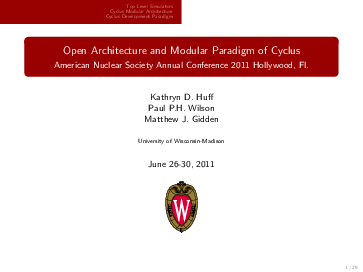 Top Level Simulators
Cyclus Modular Architecture
Cyclus Development Paradigm
Open Architecture and Modular Paradigm of Cyclus
American Nuclear Society Annual Conference 2011 Hollywood, Fl.
Kathryn D. Huff
Paul P.H. Wilson
Matthew J. Gidden
University of Wisconsin-Madison
June 26-30, 2011
W
1 / 29